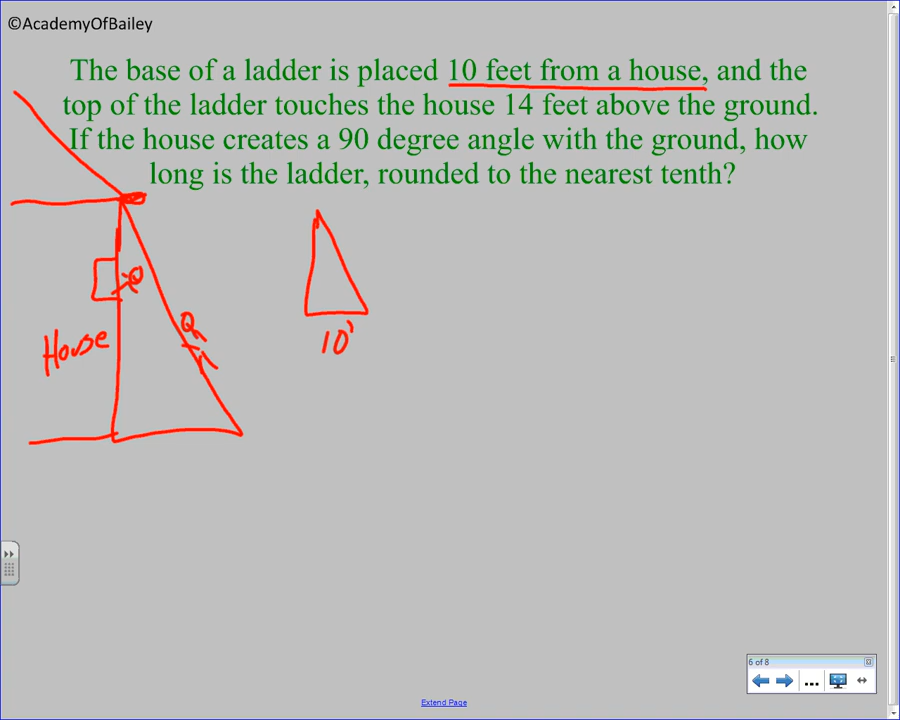 ©AcademyOfBailey
The base of a ladder is placed 10 feet from a house, and the
top of the ladder touches the house 14 feet above the ground.
If the house creates a 90 degree angle with the ground, how
long is the ladder, rounded to the nearest tenth?
House
10'
6 of 8
Extend Page